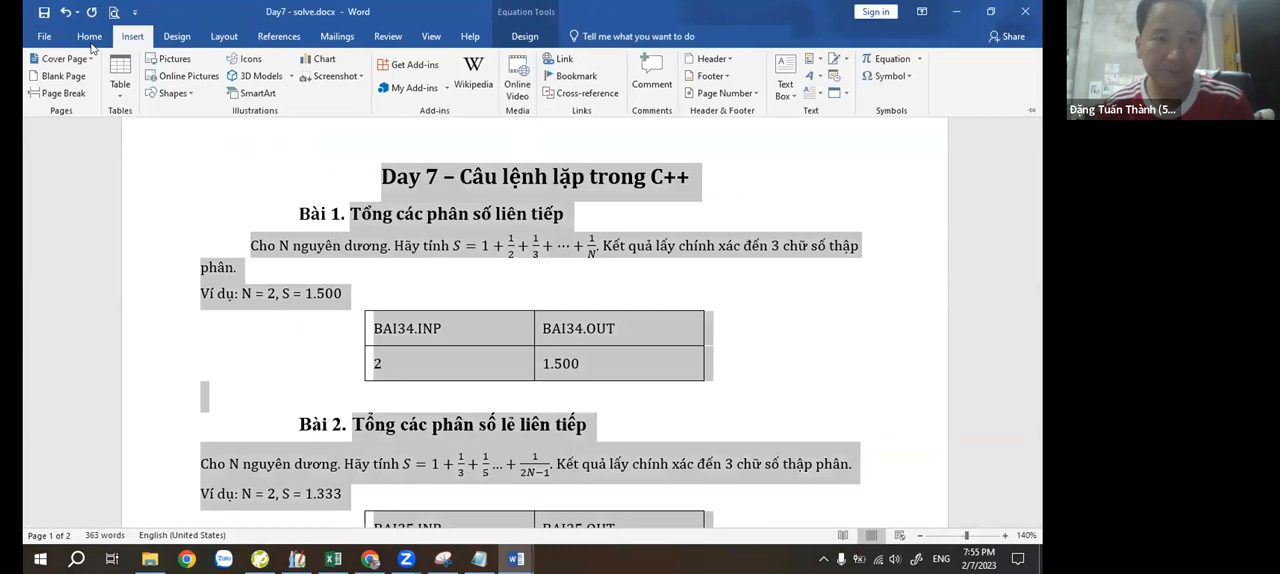 Day7 - solve.docx - Word
Equation Tools
Sign in
File Home Insert Design Layout References Mailings Review View Help Design Tell me what you want to do Share
Cover Page
Blank Page
Page Break
Pages
Table
Tables
Pictures
Online Pictures
Shapes
Icons
3D Models
SmartArt
Chart
Screenshot
Illustrations
Get Add-ins
My Add-ins
Wikipedia
Add-ins
Online Video
Media
Link
Bookmark
Cross-reference
Links
Comment
Comments
Header
Footer
Page Number
Header & Footer
Text Box
Text
Equation
Symbol
Symbols
Đặng Tuấn Thành (5...
Day 7 – Câu lệnh lặp trong C++
Bài 1. Tổng các phân số liên tiếp
Cho N nguyên dương. Hãy tính S = 1 + 1/2 + 1/3 + ⋯ + 1/N. Kết quả lấy chính xác đến 3 chữ số thập
phân.
Ví dụ: N = 2, S = 1.500
BAI34.INP BAI34.OUT
2 1.500
Bài 2. Tổng các phân số lẻ liên tiếp
Cho N nguyên dương. Hãy tính S = 1 + 1/3 + 1/5 … + 1/2N−1. Kết quả lấy chính xác đến 3 chữ số thập phân.
Ví dụ: N = 2, S = 1.333
BAI35.INP BAI35.OUT
Page 1 of 2 363 words English (United States) 140%
Zalo
ENG
7:55 PM
2/7/2023